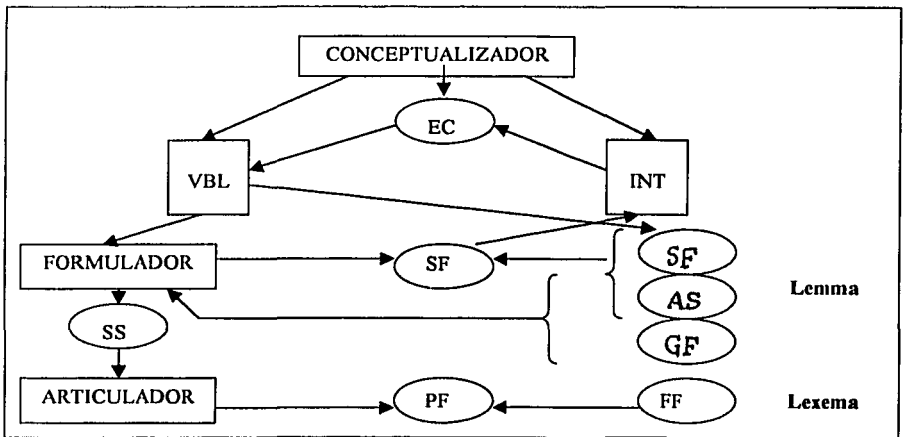 CONCEPTUALIZADOR
EC
VBL
INT
FORMULADOR
SF
SF
Lemma
AS
SS
GF
ARTICULADOR
PF
FF
Lexema